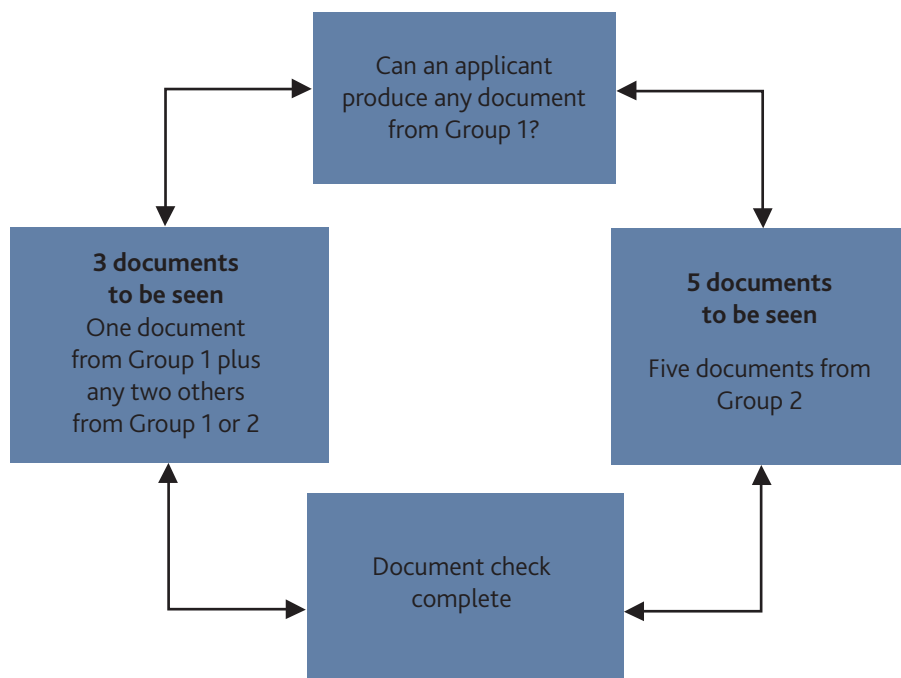 Can an applicant
produce any document
from Group 1?
3 documents
to be seen
One document
from Group 1 plus
any two others
from Group 1 or 2
5 documents
to be seen
Five documents from
Group 2
Document check
complete